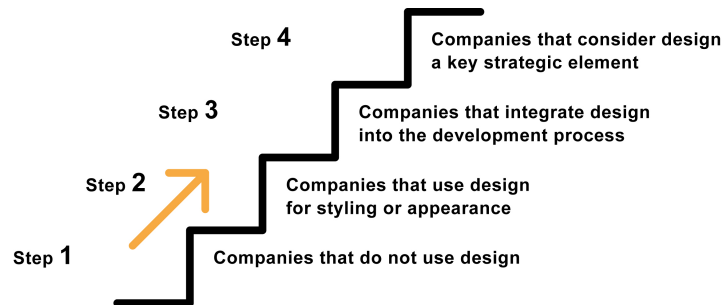 Step 4
Companies that consider design
a key strategic element
Step 3
Companies that integrate design
into the development process
Step 2
Companies that use design
for styling or appearance
Step 1
Companies that do not use design